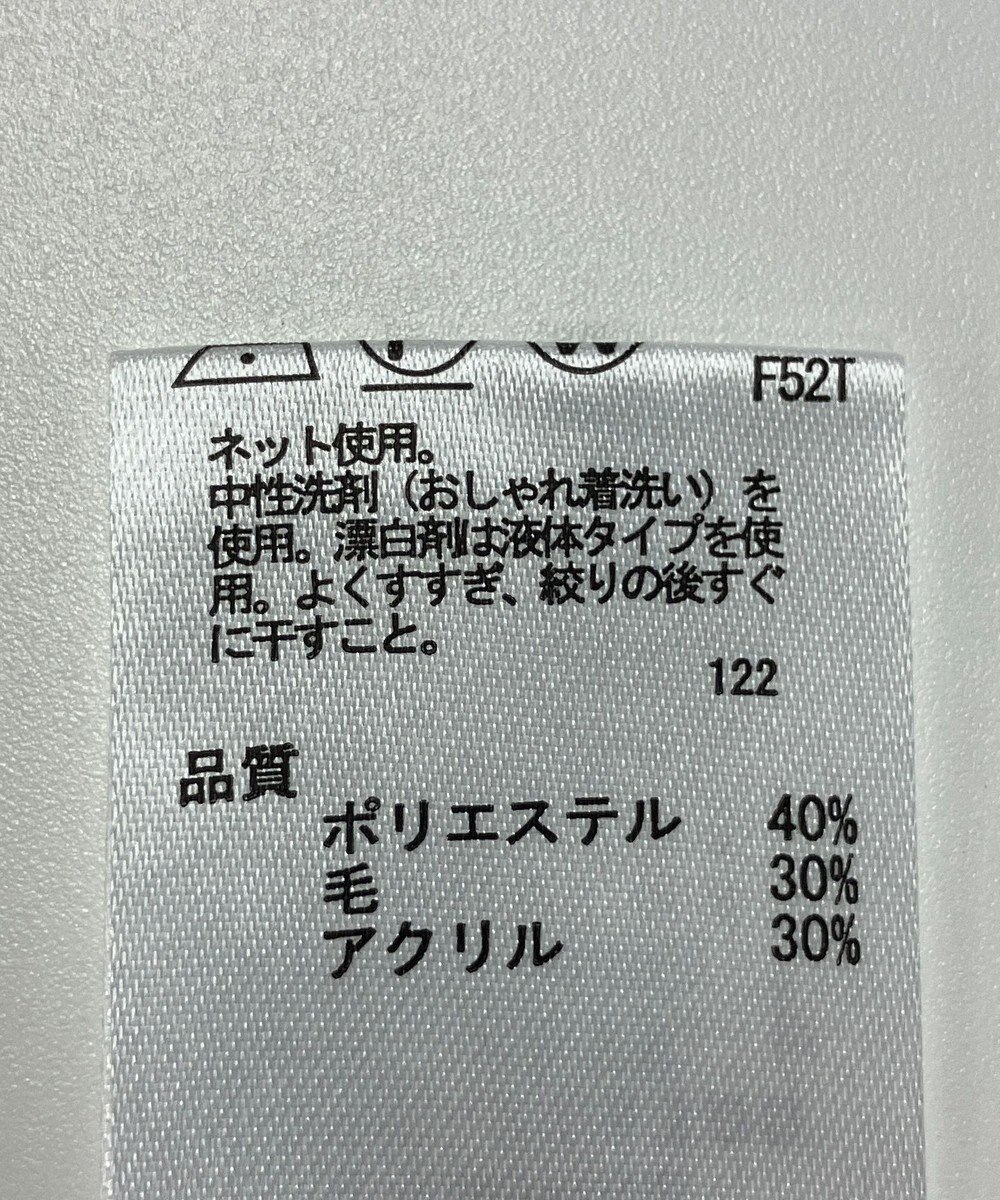 F52T
ネット使用。
中性洗剤（おしゃれ着洗い）を
使用。漂白剤は液体タイプを使
用。よくすすぎ、絞りの後すぐ
に干すこと。
122
品質
ポリエステル 40%
毛 30%
アクリル 30%